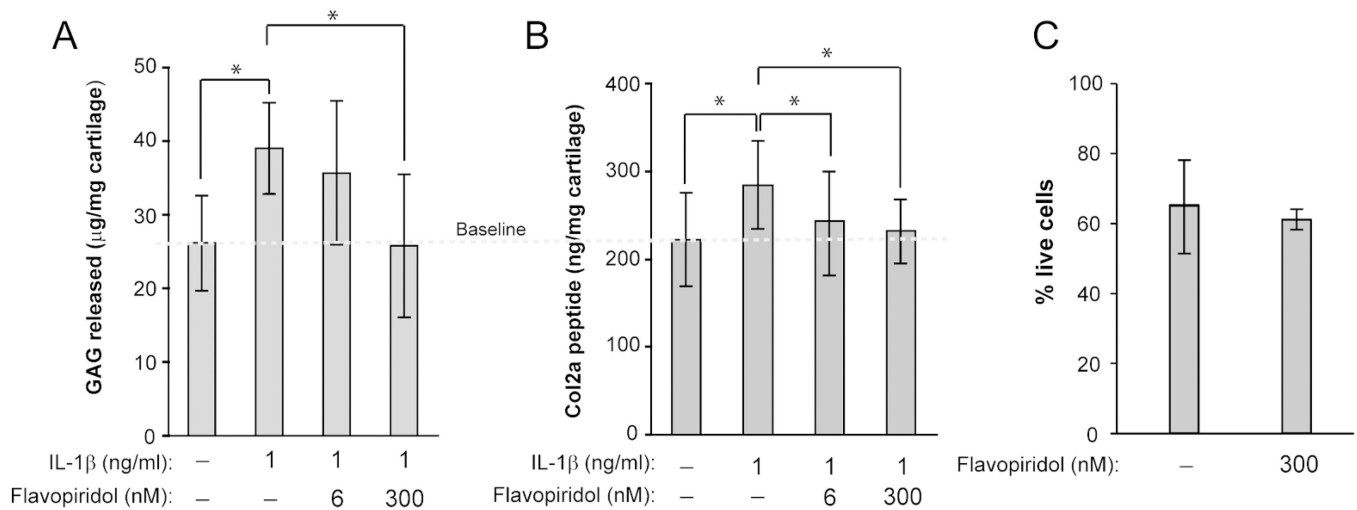 A
GAG released (µg/mg cartilage)
50
40
30
20
10
0
*
*
Baseline
IL-1β (ng/ml): – 1 1 1
Flavopiridol (nM): – – 6 300
B
Col2a peptide (ng/mg cartilage)
400
300
200
100
0
*
*
*
IL-1β (ng/ml): – 1 1 1
Flavopiridol (nM): – – 6 300
C
% live cells
100
80
60
40
20
0
Flavopiridol (nM): – 300